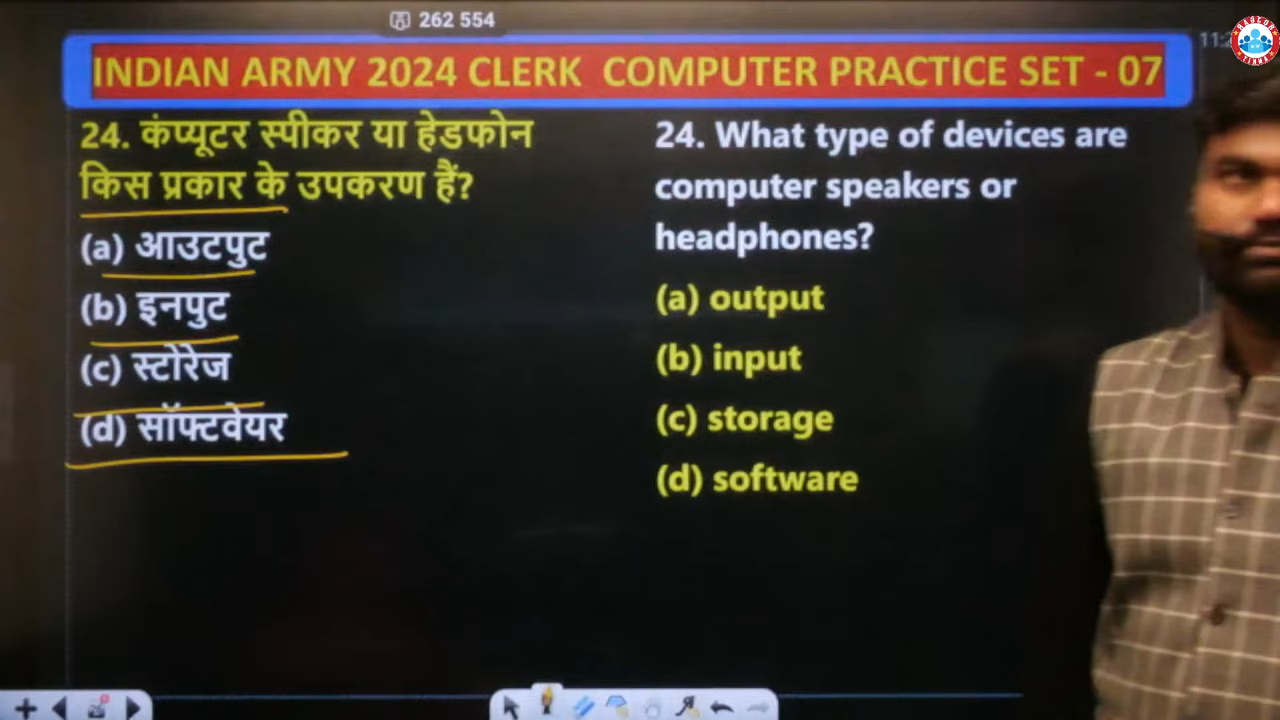 262 554
INDIAN ARMY 2024 CLERK COMPUTER PRACTICE SET - 07
24. कंप्यूटर स्पीकर या हेडफोन
किस प्रकार के उपकरण हैं?
(a) आउटपुट
(b) इनपुट
(c) स्टोरेज
(d) सॉफ्टवेयर
24. What type of devices are
computer speakers or
headphones?
(a) output
(b) input
(c) storage
(d) software